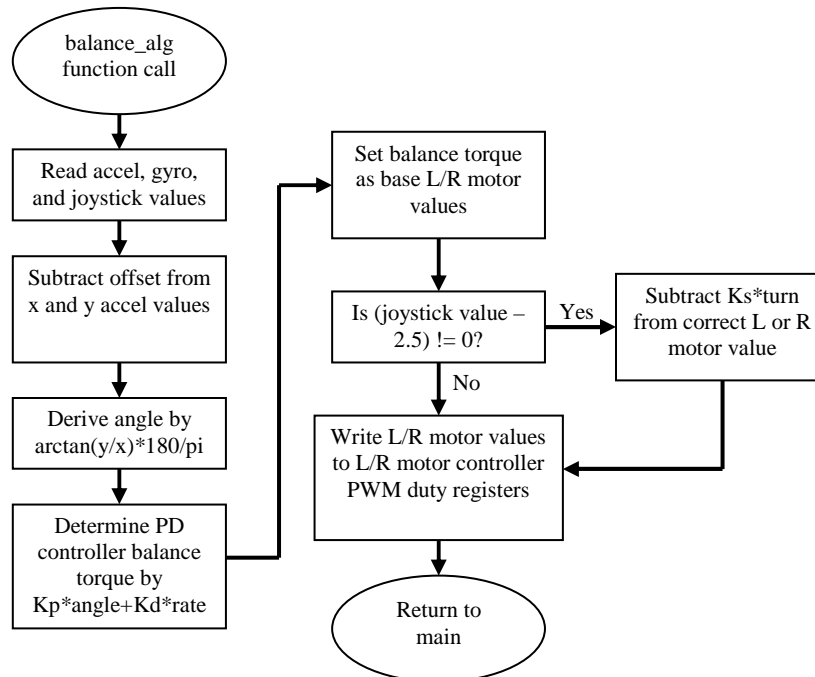 balance_alg
function call
Read accel, gyro,
and joystick values
Subtract offset from
x and y accel values
Derive angle by
arctan(y/x)*180/pi
Determine PD
controller balance
torque by
Kp*angle+Kd*rate
Set balance torque
as base L/R motor
values
Is (joystick value –
2.5) != 0?
Yes
Subtract Ks*turn
from correct L or R
motor value
No
Write L/R motor values
to L/R motor controller
PWM duty registers
Return to
main